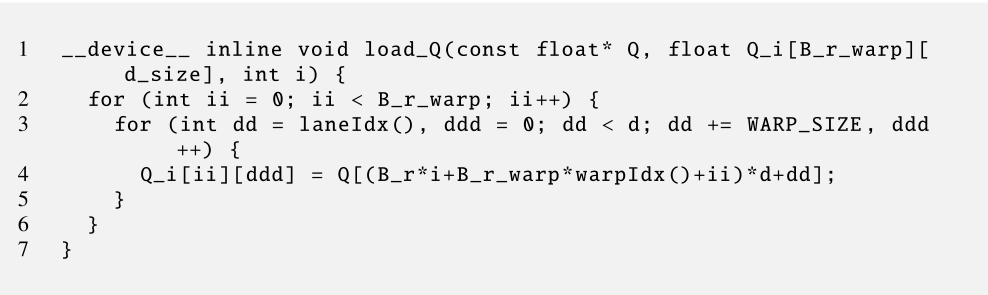 1 __device__ inline void load_Q(const float* Q, float Q_i[B_r_warp][
d_size], int i) {
2 for (int ii = 0; ii < B_r_warp; ii++) {
3 for (int dd = laneIdx(), ddd = 0; dd < d; dd += WARP_SIZE, ddd
++) {
4 Q_i[ii][ddd] = Q[(B_r*i+B_r_warp*warpIdx()+ii)*d+dd];
5 }
6 }
7 }